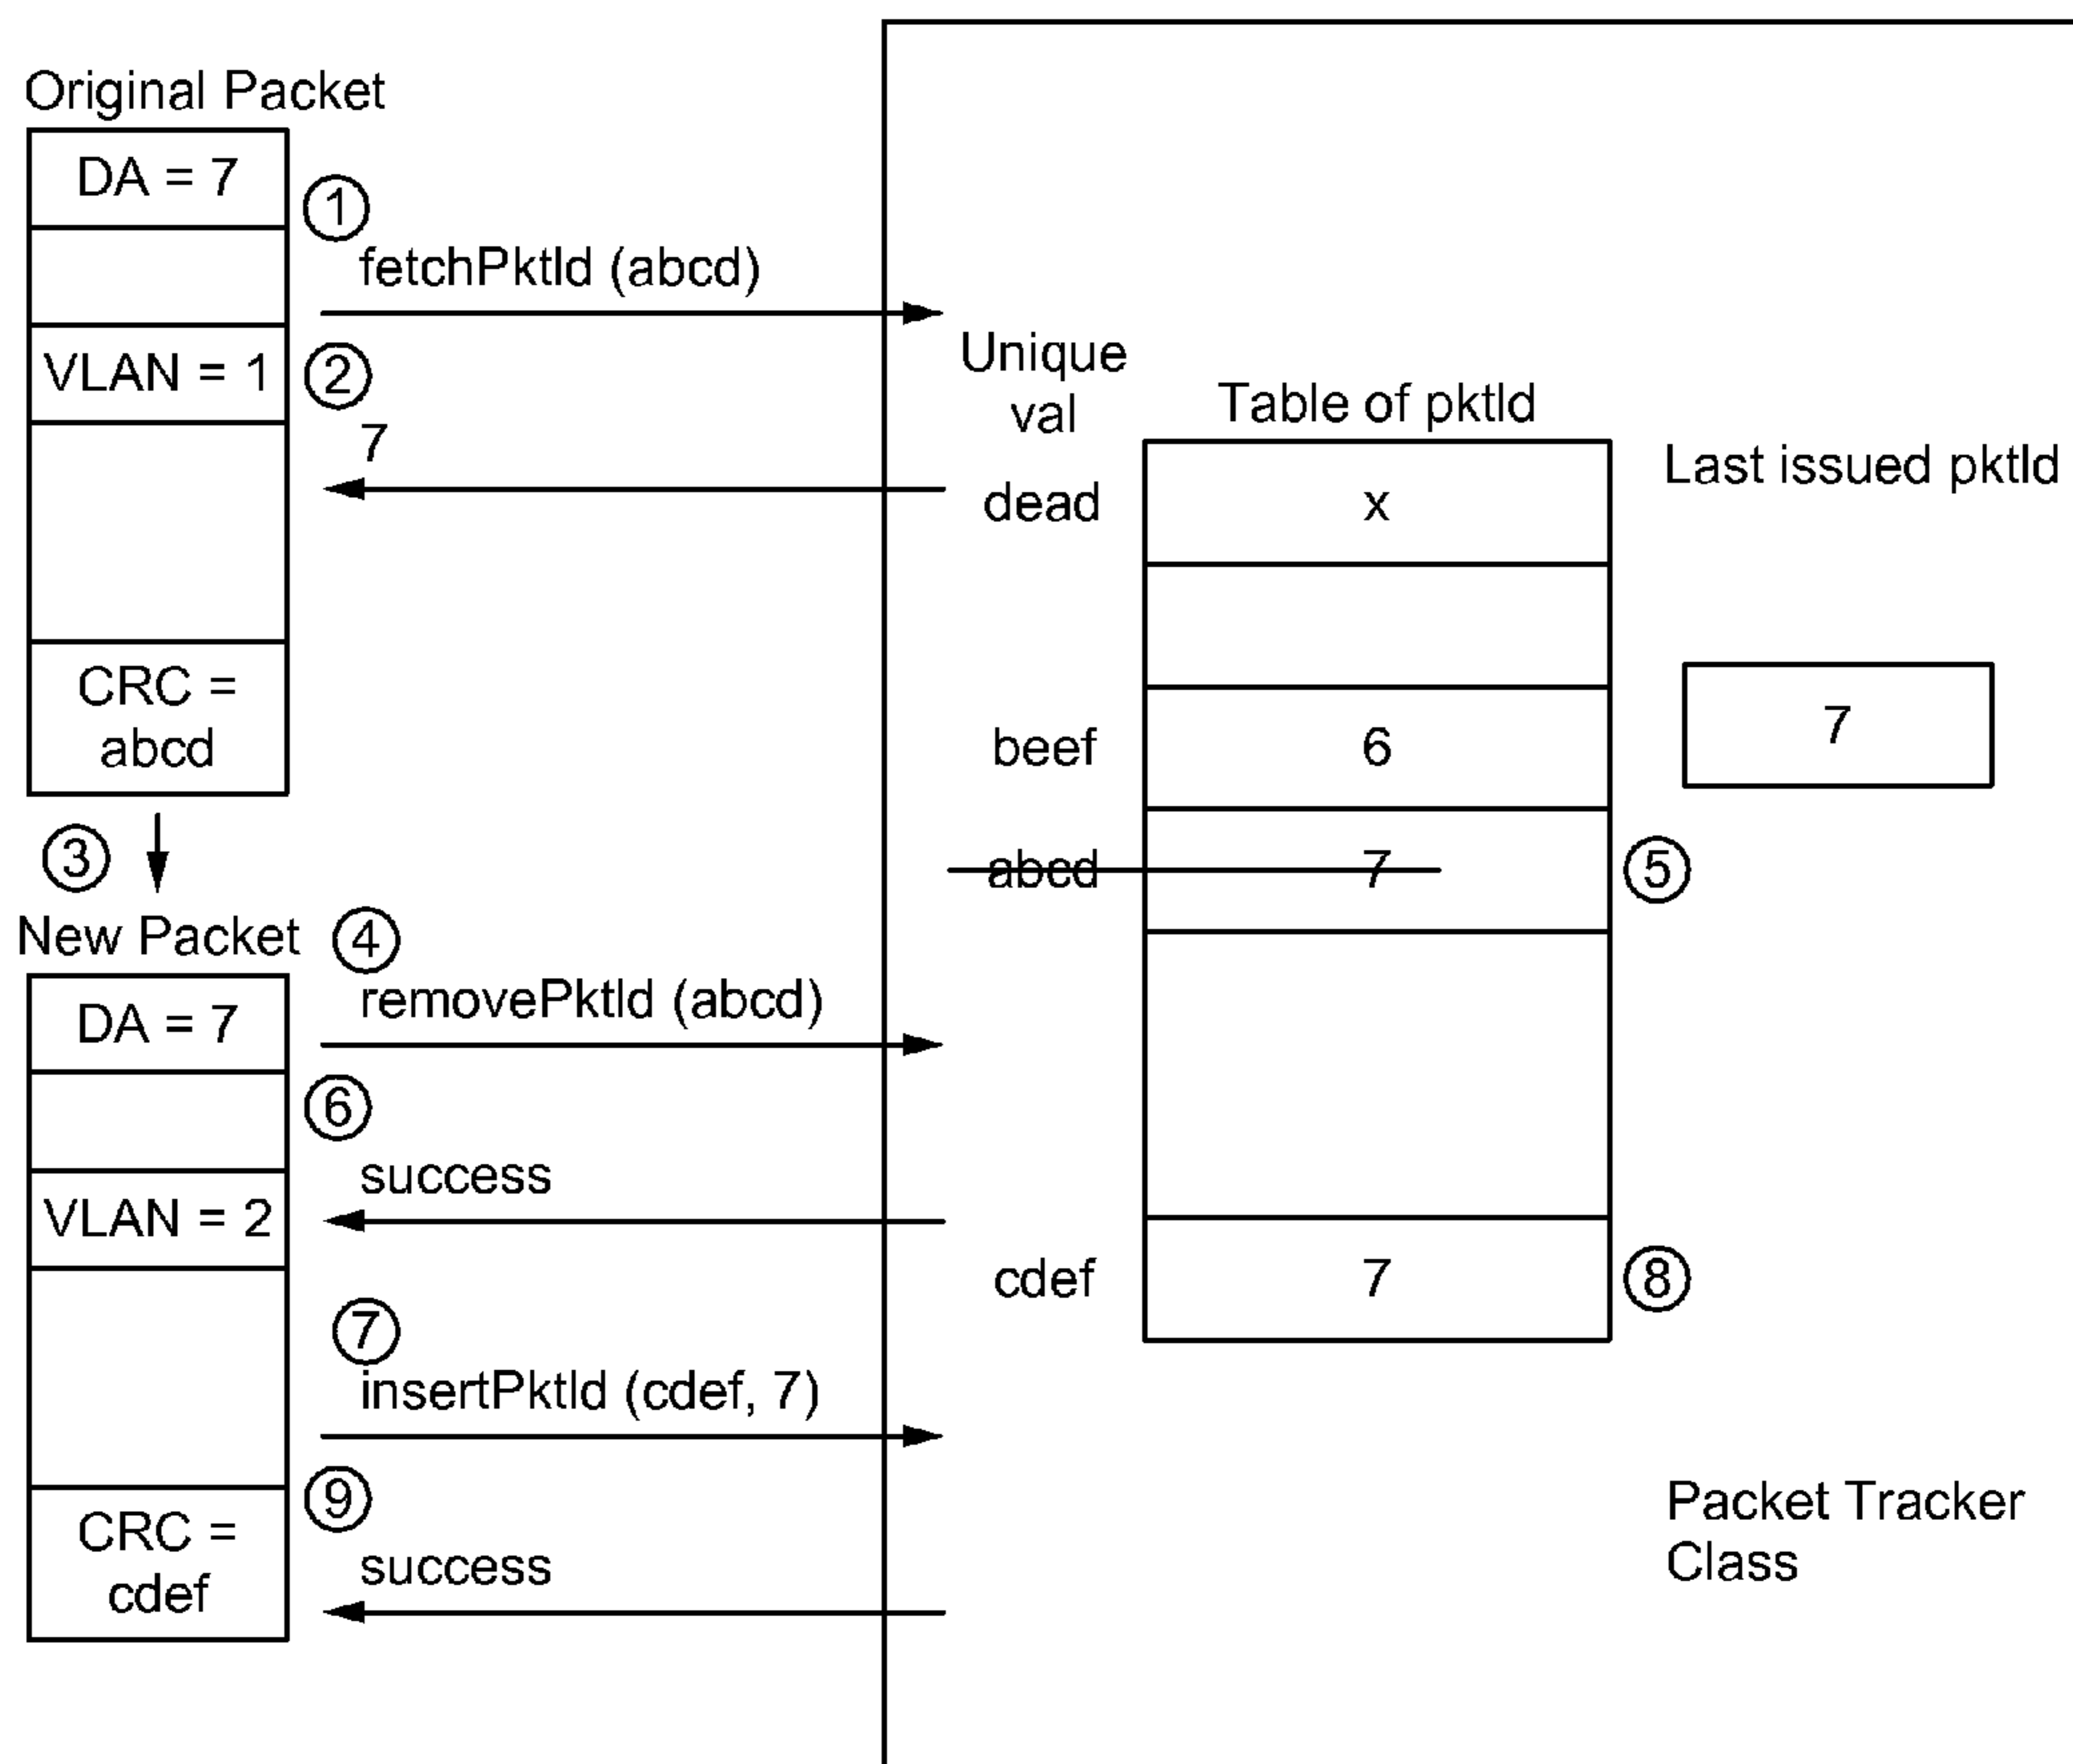 Original Packet
DA = 7
①
fetchPktId (abcd)
VLAN = 1
②
7
CRC =
abcd
③
New Packet
④
DA = 7
removePktId (abcd)
⑥
success
VLAN = 2
⑦
insertPktId (cdef, 7)
⑨
CRC =
cdef
success
Unique
val
Table of pktId
Last issued pktId
dead
x
beef
6
7
abcd
7
⑤
cdef
7
⑧
Packet Tracker
Class